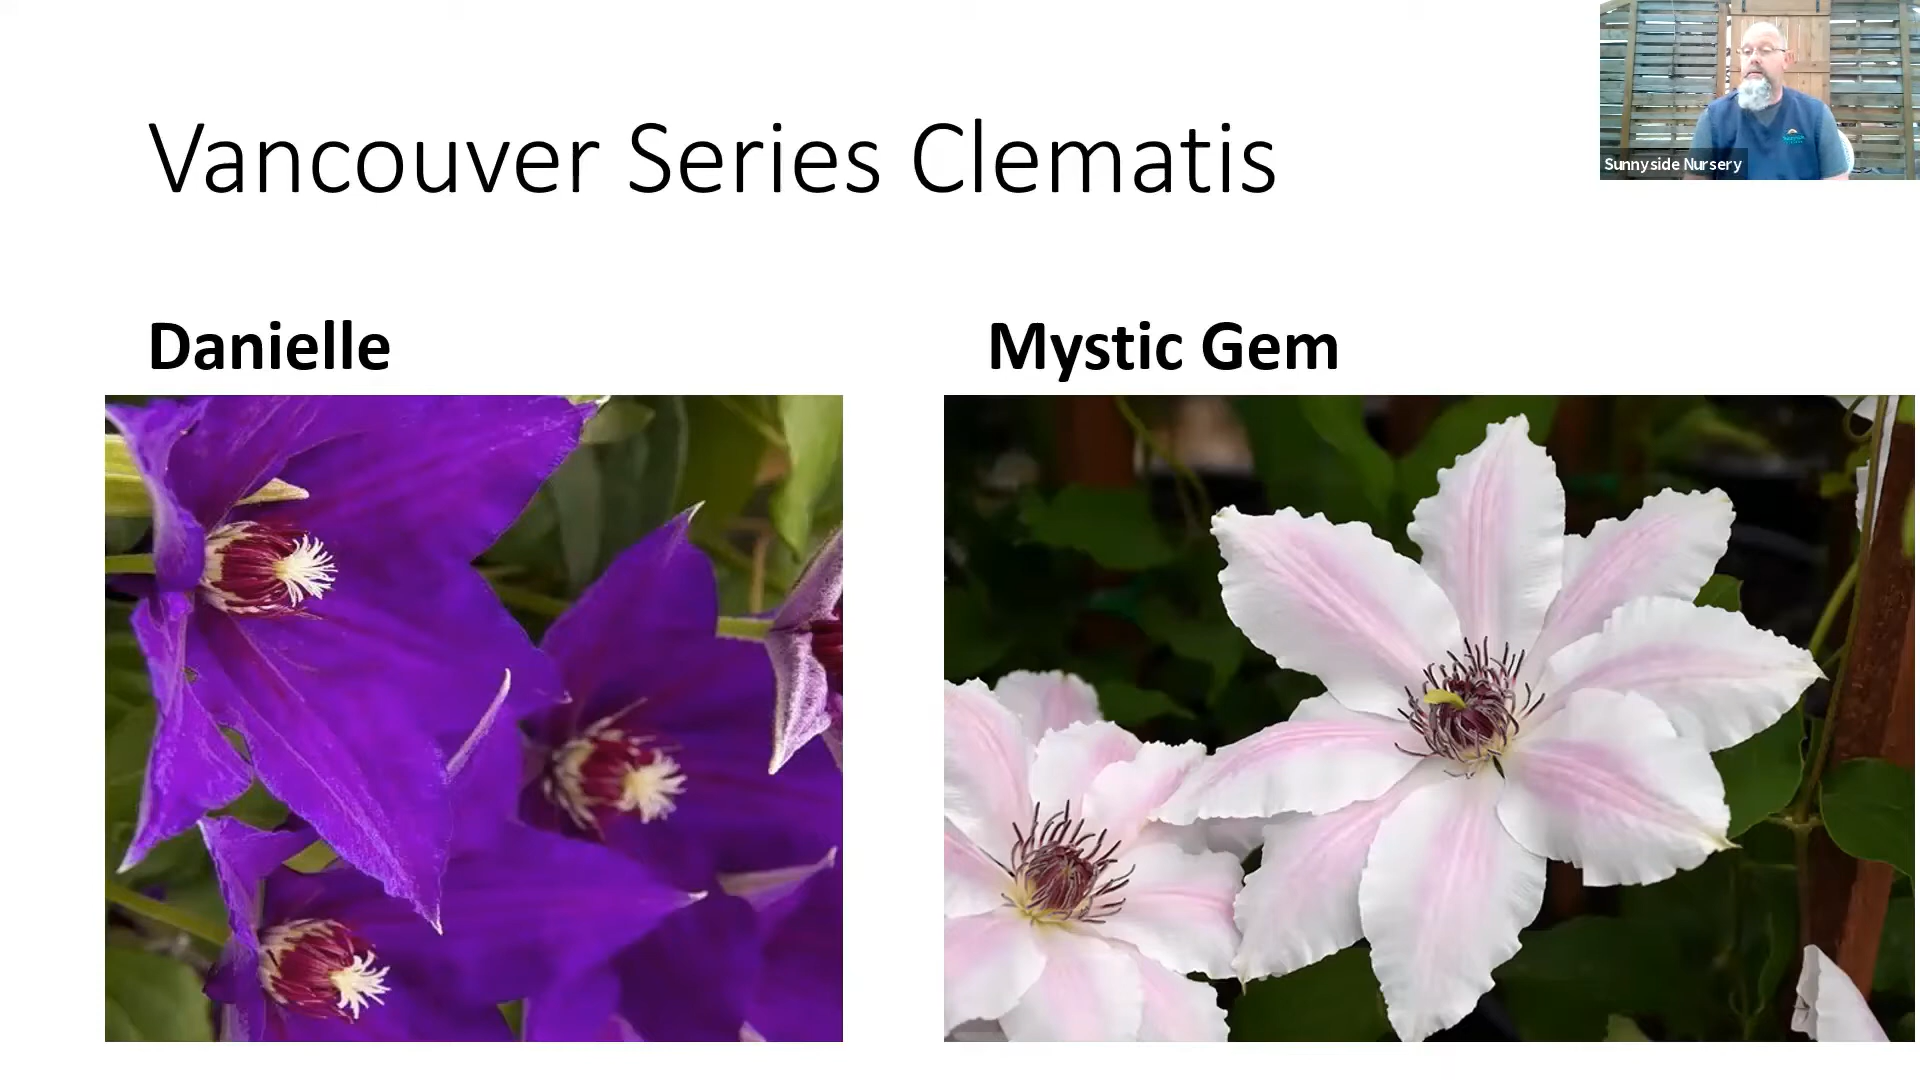 Vancouver Series Clematis
Sunnyside Nursery
Danielle
Mystic Gem